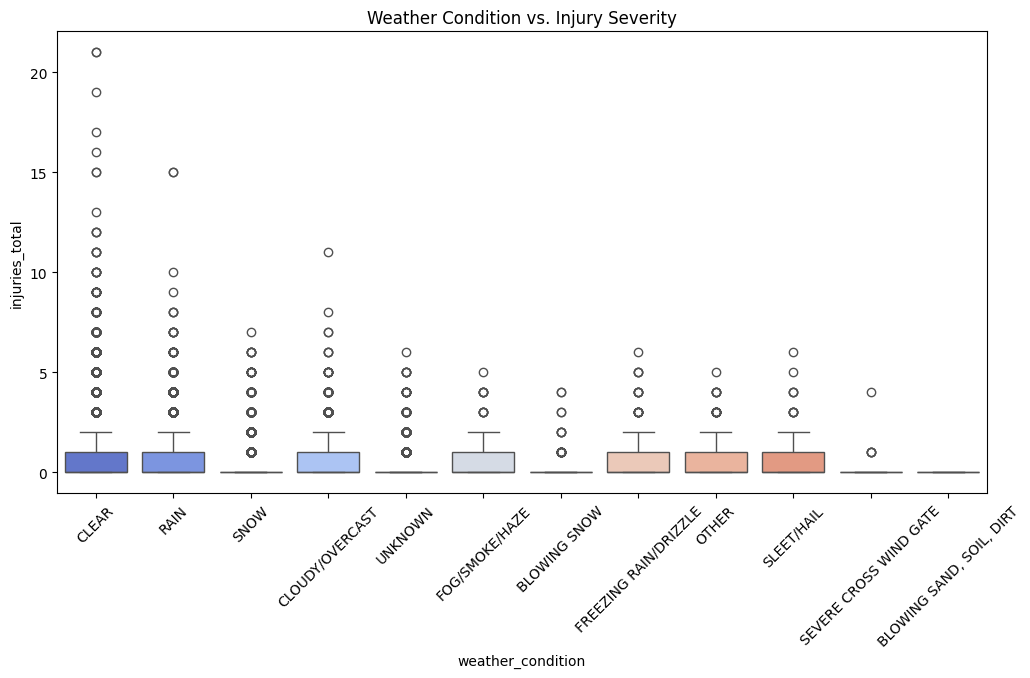 Weather Condition vs. Injury Severity
injuries_total
20
15
10
5
0
CLEAR
RAIN
SNOW
CLOUDY/OVERCAST
UNKNOWN
FOG/SMOKE/HAZE
BLOWING SNOW
FREEZING RAIN/DRIZZLE
OTHER
SLEET/HAIL
SEVERE CROSS WIND GATE
BLOWING SAND, SOIL, DIRT
weather_condition